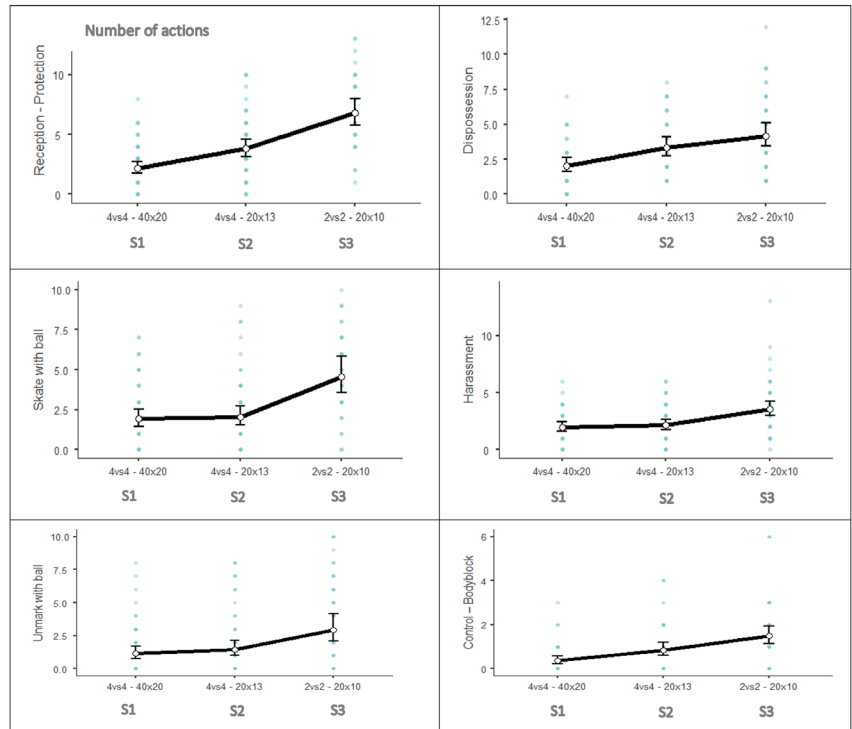 Number of actions
Reception - Protection
10
5
0
4vs4 - 40x20 4vs4 - 20x13 2vs2 - 20x10
S1 S2 S3
Dispossession
12.5
10.0
7.5
5.0
2.5
0.0
4vs4 - 40x20 4vs4 - 20x13 2vs2 - 20x10
S1 S2 S3
Skate with ball
10.0
7.5
5.0
2.5
0.0
4vs4 - 40x20 4vs4 - 20x13 2vs2 - 20x10
S1 S2 S3
Harassment
10
5
0
4vs4 - 40x20 4vs4 - 20x13 2vs2 - 20x10
S1 S2 S3
Unmark with ball
10.0
7.5
5.0
2.5
0.0
4vs4 - 40x20 4vs4 - 20x13 2vs2 - 20x10
S1 S2 S3
Control – Bodyblock
6
4
2
0
4vs4 - 40x20 4vs4 - 20x13 2vs2 - 20x10
S1 S2 S3